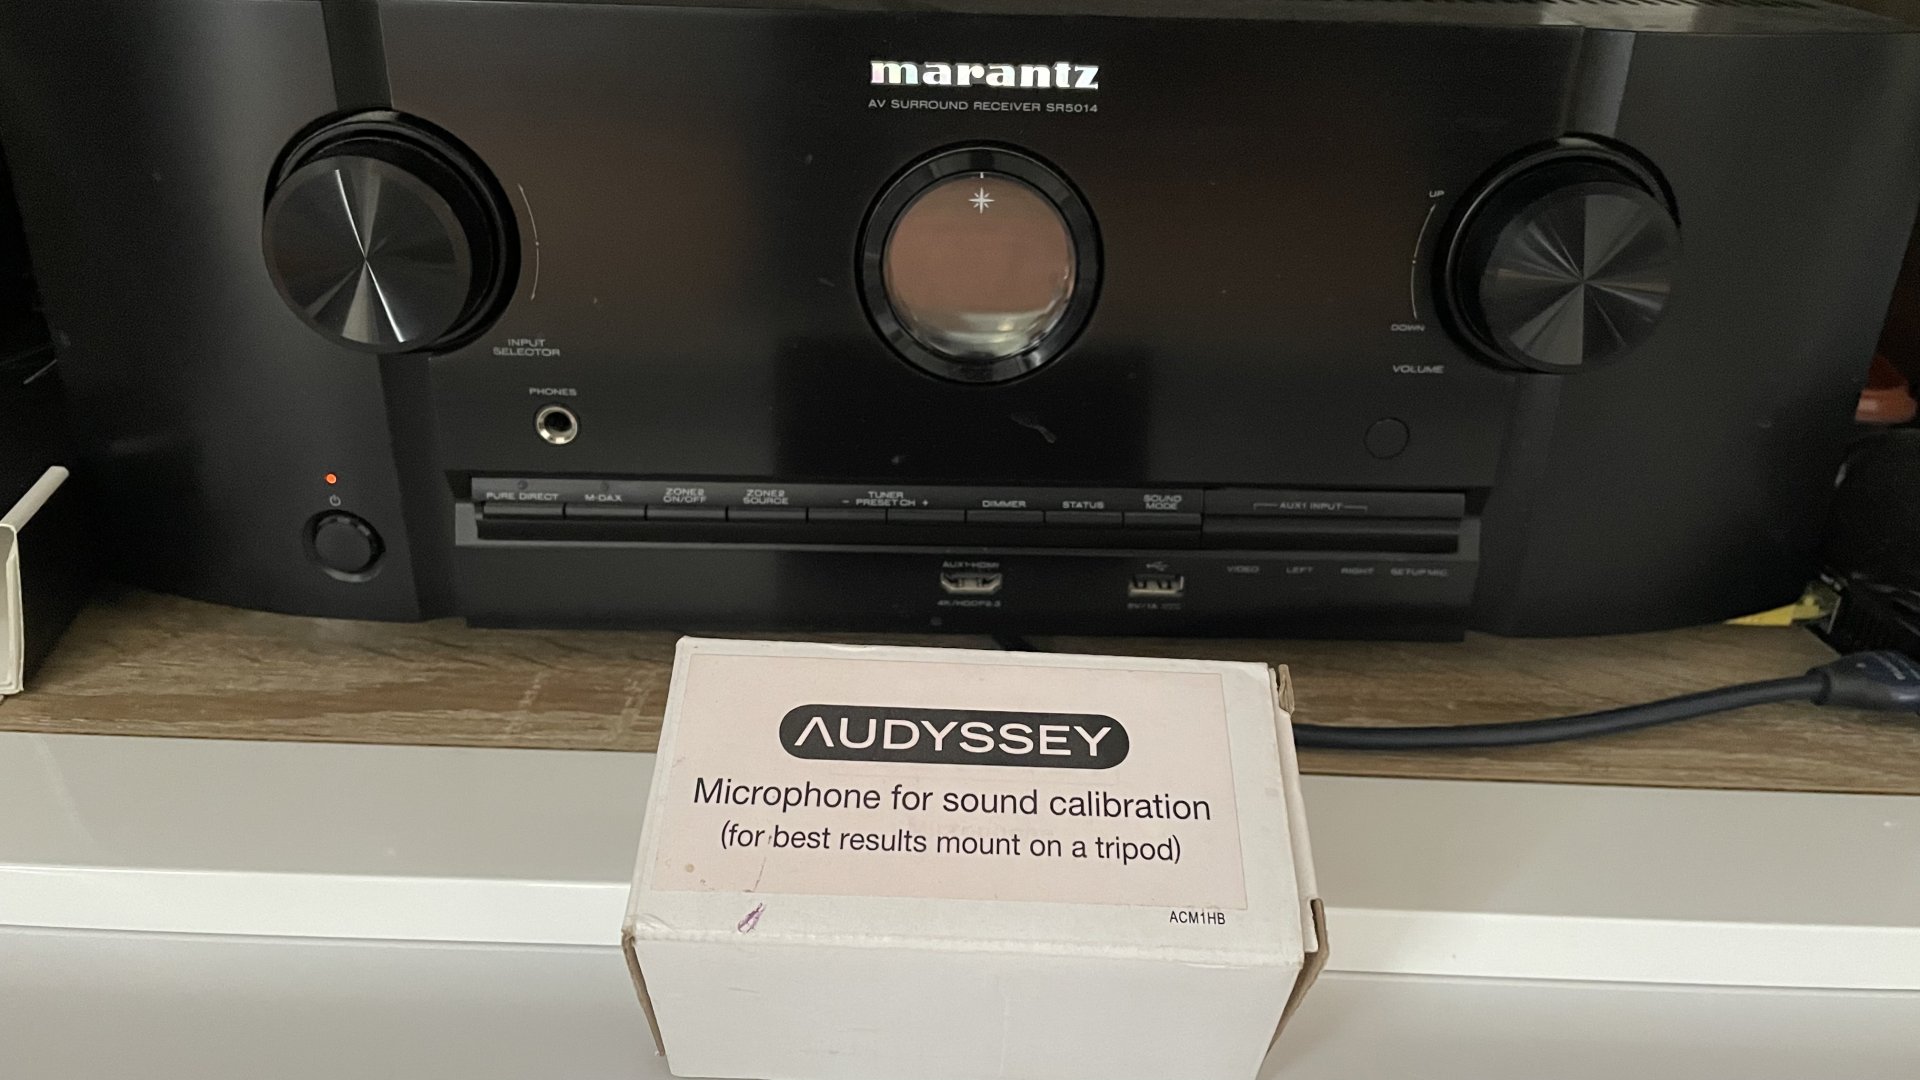 marantz
AV SURROUND RECEIVER SR5014
UP
DOWN
VOLUME
INPUT
SELECTOR
PHONES
PURE DIRECT
M-DAX
ZONE2
ON/OFF
ZONE2
SOURCE
TUNER
- PRESET CH +
DIMMER
STATUS
SOUND
MODE
AUX1 INPUT
AUX1-HDMI
VIDEO
LEFT
RIGHT
SETUP MIC
AUDYSSEY
Microphone for sound calibration
(for best results mount on a tripod)
ACM1HB